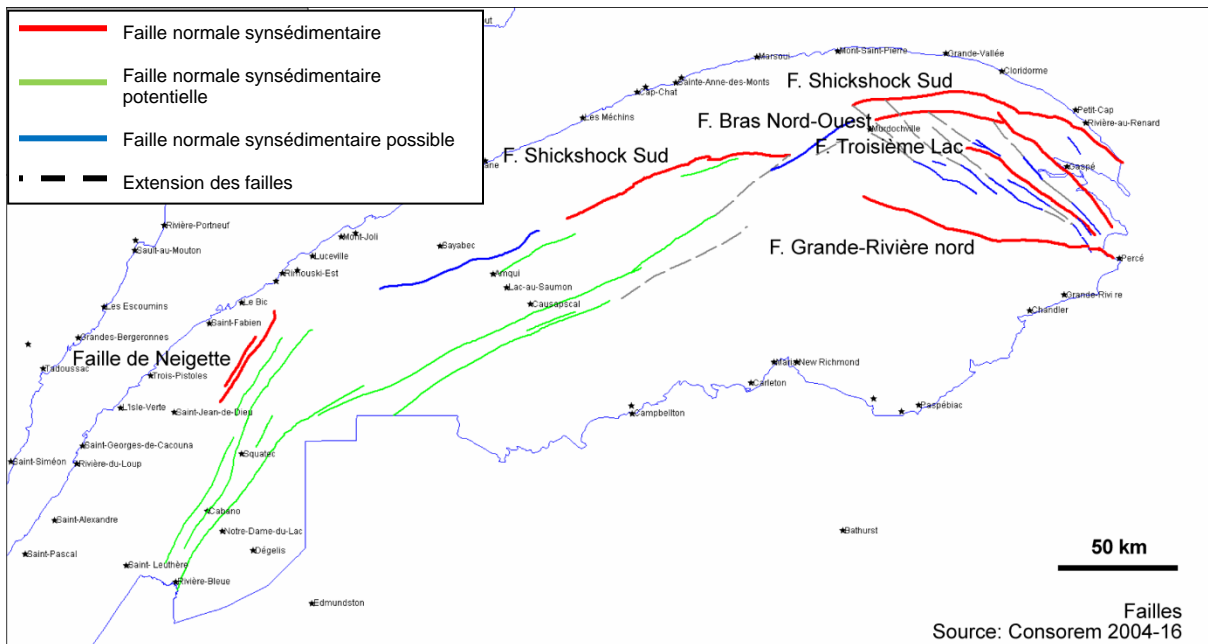 Faille normale synsédimentaire
Faille normale synsédimentaire
potentielle
Faille normale synsédimentaire possible
Extension des failles
Marsoui
Mont-Saint-Pierre
Grande-Vallée
Cloridorme
Sainte-Anne-des-Monts
Cap-Chat
F. Shickshock Sud
Petit-Cap
Rivière-au-Renard
Les Méchins
F. Bras Nord-Ouest
Murdochville
F. Troisième Lac
F. Shickshock Sud
Gaspé
Rivière-Portneuf
Sault-au-Mouton
Mont-Joli
Sayabec
Luceville
F. Grande-Rivière nord
Percé
Rimouski-Est
Amqui
Lac-au-Saumon
Causapscal
Les Escoumins
Le Bic
Grande-Rivi re
Chandler
Saint-Fabien
Grandes-Bergeronnes
Faille de Neigette
Tadoussac
Trois-Pistoles
Maria
New Richmond
Carleton
L'Isle-Verte
Saint-Jean-de-Dieu
Campbellton
Paspébiac
Saint-Georges-de-Cacouna
Squatec
Saint-Siméon
Rivière-du-Loup
Cabano
Saint-Alexandre
Notre-Dame-du-Lac
Bathurst
Saint-Pascal
Dégelis
Saint- Leuthère
50 km
Rivière-Bleue
Edmundston
Failles
Source: Consorem 2004-16